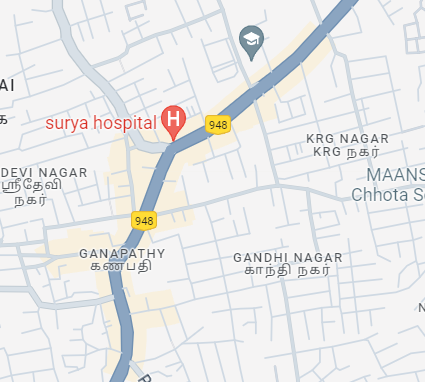 AI
surya hospital
H
948
KRG NAGAR
KRG நகர்
MAANS
Chhota Sc
DEVI NAGAR
ஸ்ரீதேவி
நகர்
948
GANAPATHY
கணபதி
GANDHI NAGAR
காந்தி நகர்
N